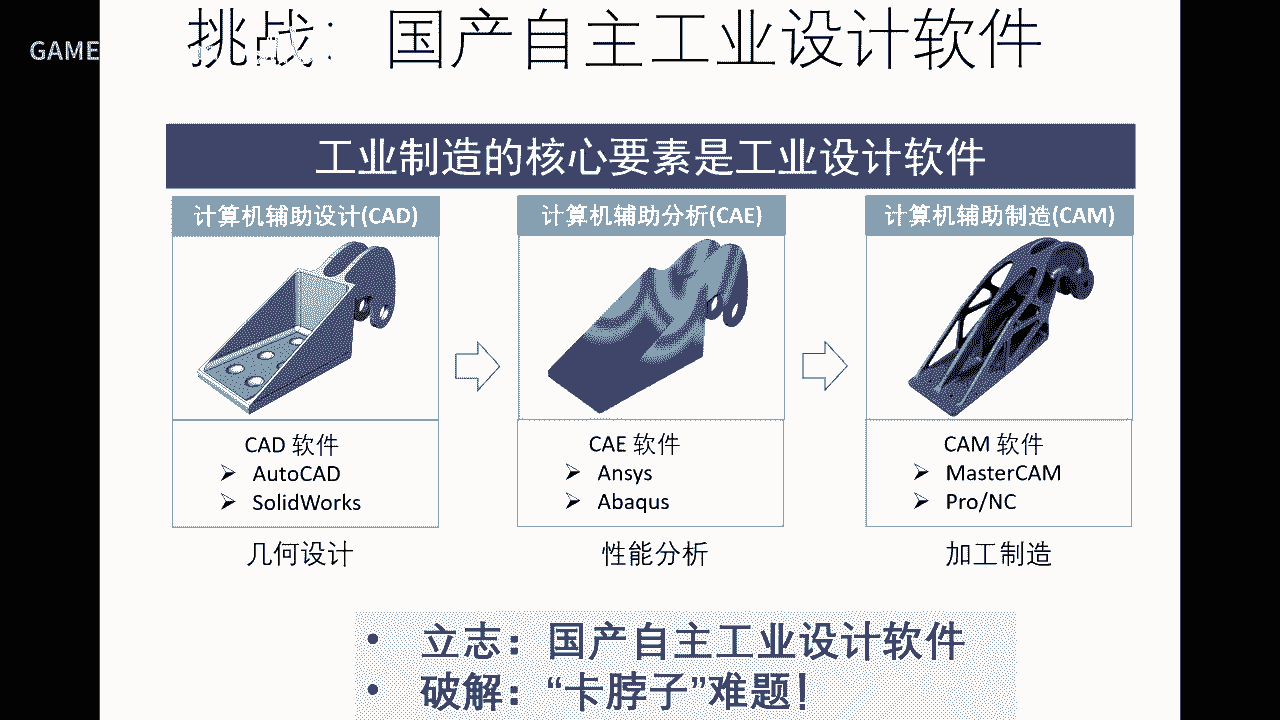 GAME
挑战：国产自主工业设计软件
工业制造的核心要素是工业设计软件
计算机辅助设计(CAD)
计算机辅助分析(CAE)
计算机辅助制造(CAM)
CAD 软件
➢ AutoCAD
➢ SolidWorks
CAE 软件
➢ Ansys
➢ Abaqus
CAM 软件
➢ MasterCAM
➢ Pro/NC
几何设计
性能分析
加工制造
• 立志：国产自主工业设计软件
• 破解：“卡脖子”难题！